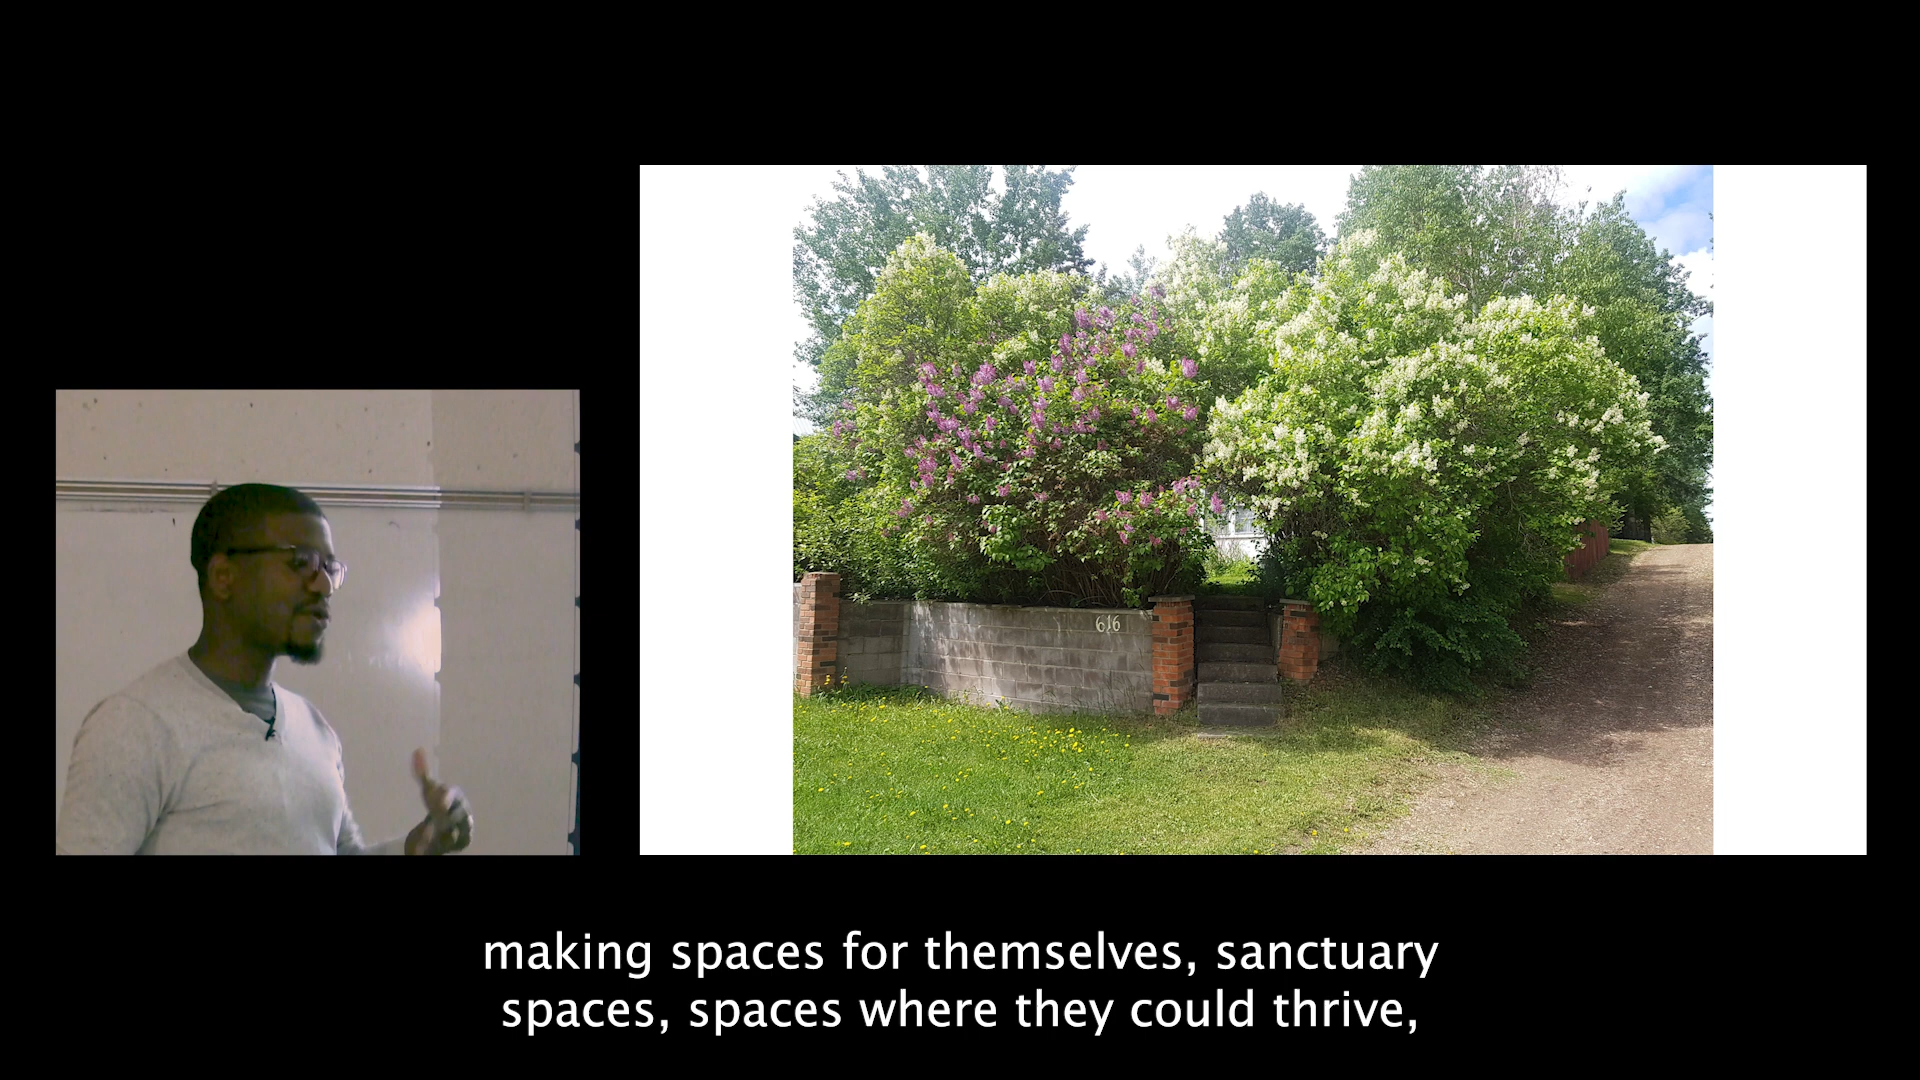 616
making spaces for themselves, sanctuary
spaces, spaces where they could thrive,